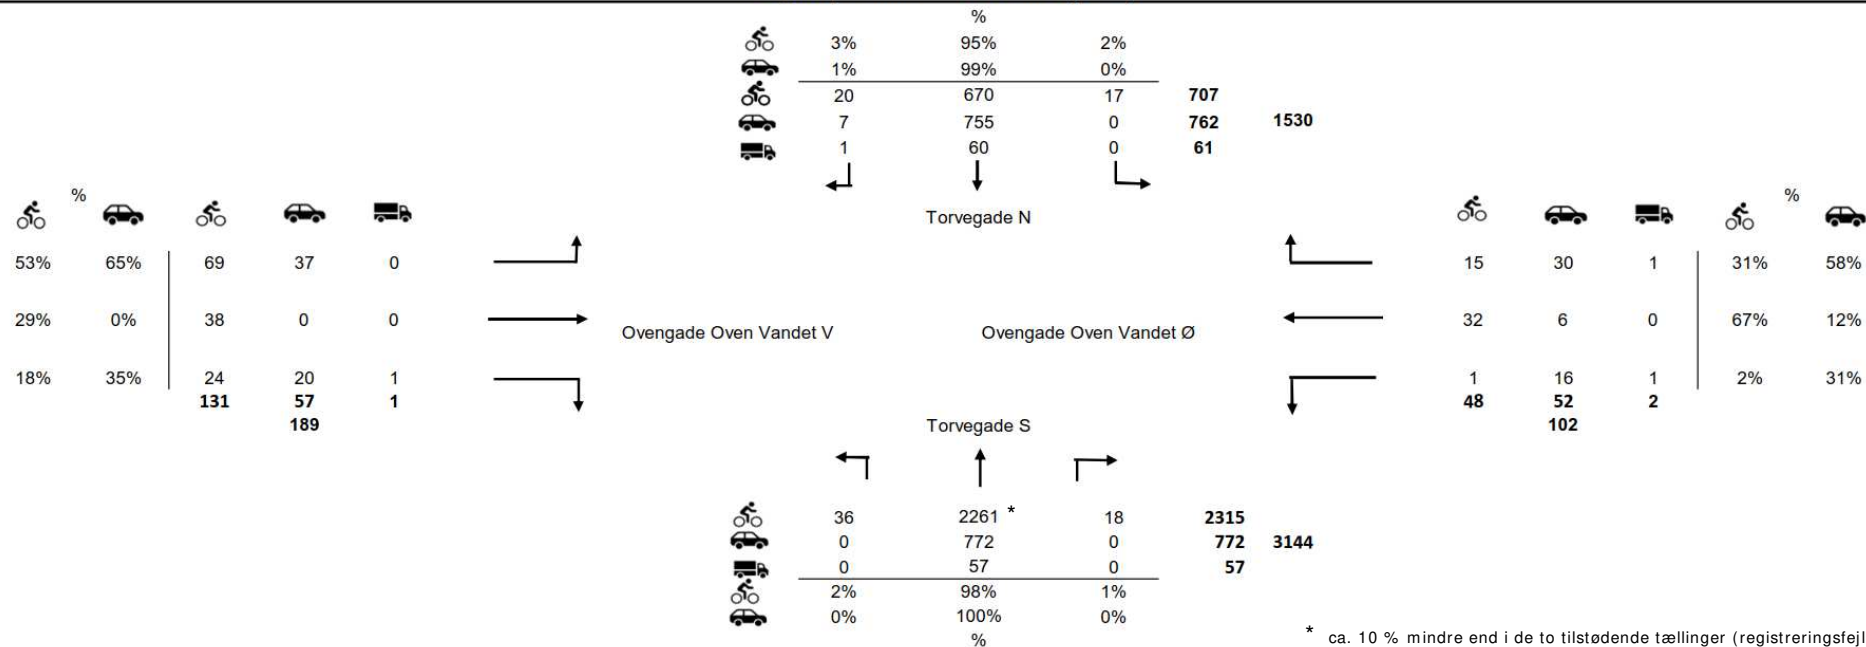 %
3% 95% 2%
1% 99% 0%
20 670 17 707
7 755 0 762 1530
1 60 0 61
Torvegade N
%
53% 65% 69 37 0
29% 0% 38 0 0
18% 35% 24 20 1
131 57 1
189
Ovengade Oven Vandet V
Ovengade Oven Vandet Ø
%
15 30 1 31% 58%
32 6 0 67% 12%
1 16 1 2% 31%
48 52 2
102
Torvegade S
36 2261 * 18 2315
0 772 0 772 3144
0 57 0 57
2% 98% 1%
0% 100% 0%
%
* ca. 10 % mindre end i de to tilstødende tællinger (registreringsfejl